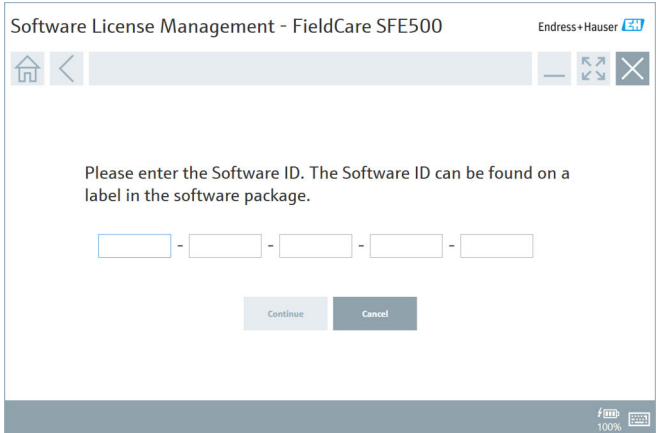 Software License Management - FieldCare SFE500
Endress+Hauser EH
Please enter the Software ID. The Software ID can be found on a
label in the software package.
- - - -
Continue Cancel
100%